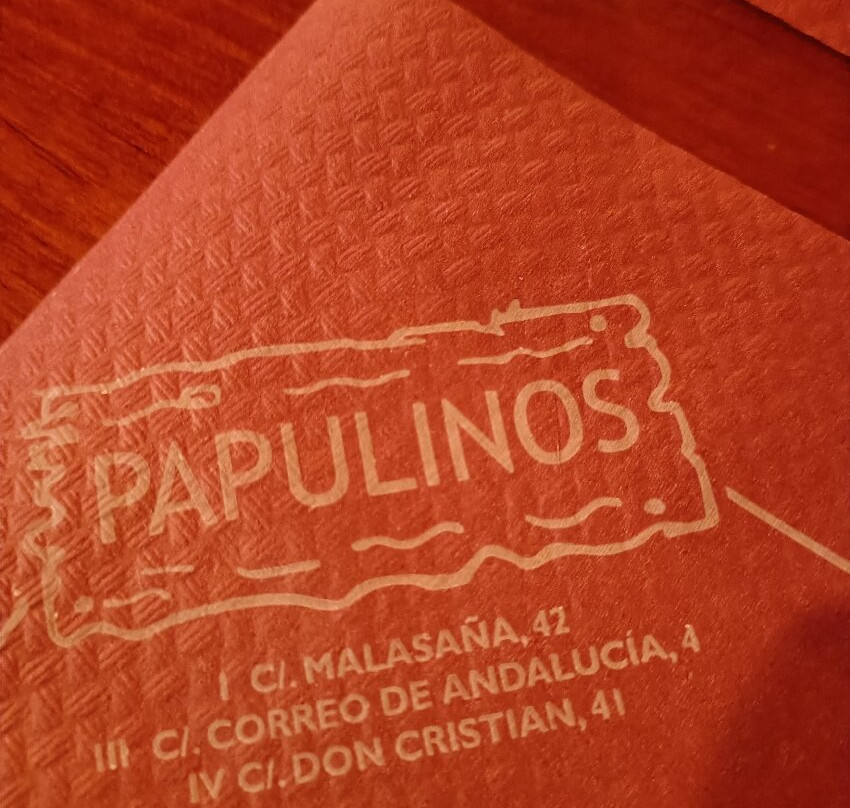 PAPULINOS
I C/. MALASAÑA, 42
III C/. CORREO DE ANDALUCÍA, 4
IV C/. DON CRISTIAN, 41